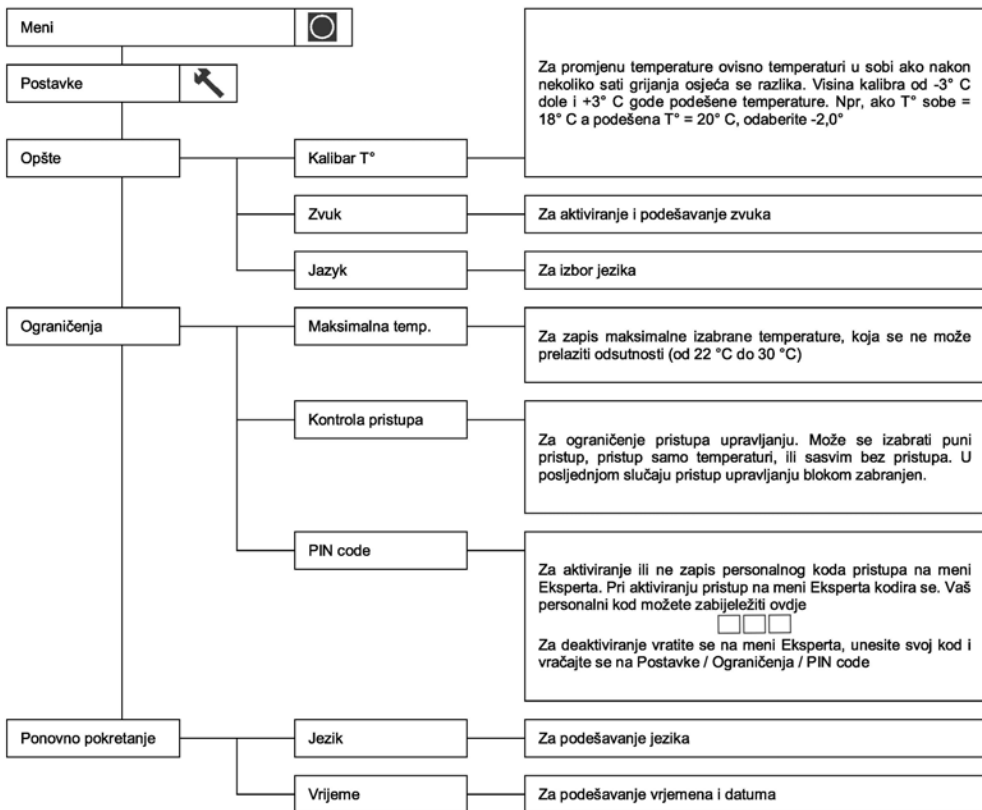 Meni
Postavke
Za promjenu temperature ovisno temperaturi u sobi ako nakon
nekoliko sati grijanja osjeća se razlika. Visina kalibra od -3° C
dole i +3° C gode podešene temperature. Npr, ako T° sobe =
18° C a podešena T° = 20° C, odaberite -2,0°
Opšte
Kalibar T°
Zvuk
Za aktiviranje i podešavanje zvuka
Jazyk
Za izbor jezika
Ograničenja
Maksimalna temp.
Za zapis maksimalne izabrane temperature, koja se ne može
prelaziti odsutnosti (od 22 °C do 30 °C)
Kontrola pristupa
Za ograničenje pristupa upravljanju. Može se izabrati puni
pristup, pristup samo temperaturi, ili sasvim bez pristupa. U
posljednjom slučaju pristup upravljanju blokom zabranjen.
PIN code
Za aktiviranje ili ne zapis personalnog koda pristupa na meni
Eksperta. Pri aktiviranju pristup na meni Eksperta kodira se. Vaš
personalni kod možete zabijeležiti ovdje
Za deaktiviranje vratite se na meni Eksperta, unesite svoj kod i
vračajte se na Postavke / Ograničenja / PIN code
Ponovno pokretanje
Jezik
Za podešavanje jezika
Vrijeme
Za podešavanje vrjemena i datuma